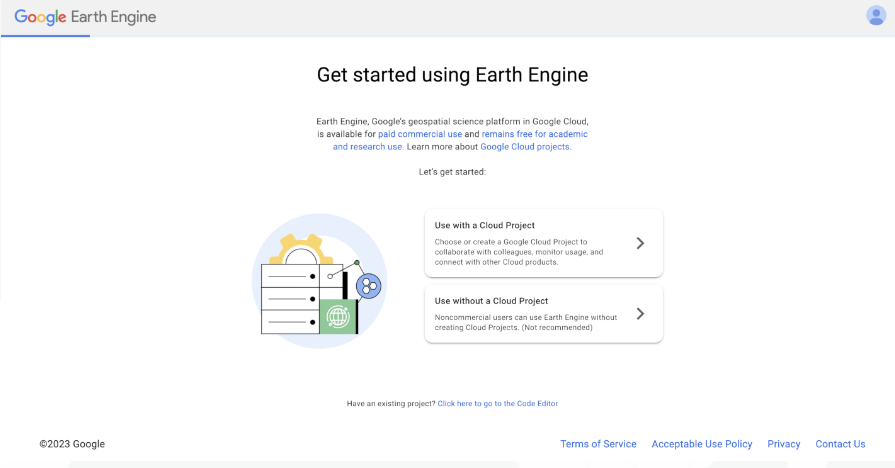 Google Earth Engine
Get started using Earth Engine
Earth Engine, Google's geospatial science platform in Google Cloud,
is available for paid commercial use and remains free for academic
and research use. Learn more about Google Cloud projects.
Let's get started:
Use with a Cloud Project
Choose or create a Google Cloud Project to
collaborate with colleagues, monitor usage, and
connect with other Cloud products.
Use without a Cloud Project
Noncommercial users can use Earth Engine without
creating Cloud Projects. (Not recommended)
Have an existing project? Click here to go to the Code Editor
©2023 Google
Terms of Service Acceptable Use Policy Privacy Contact Us